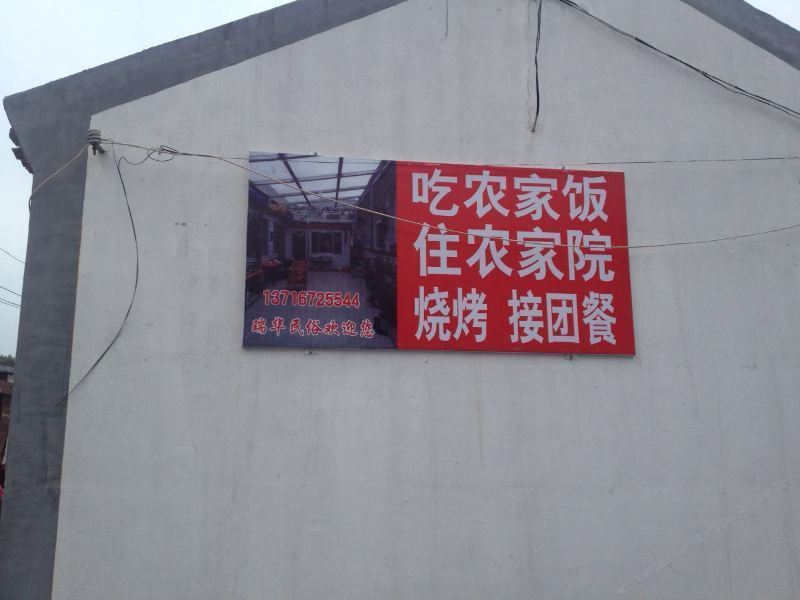 13716725544
瑞华民俗欢迎您
吃农家饭
住农家院
烧烤 接团餐